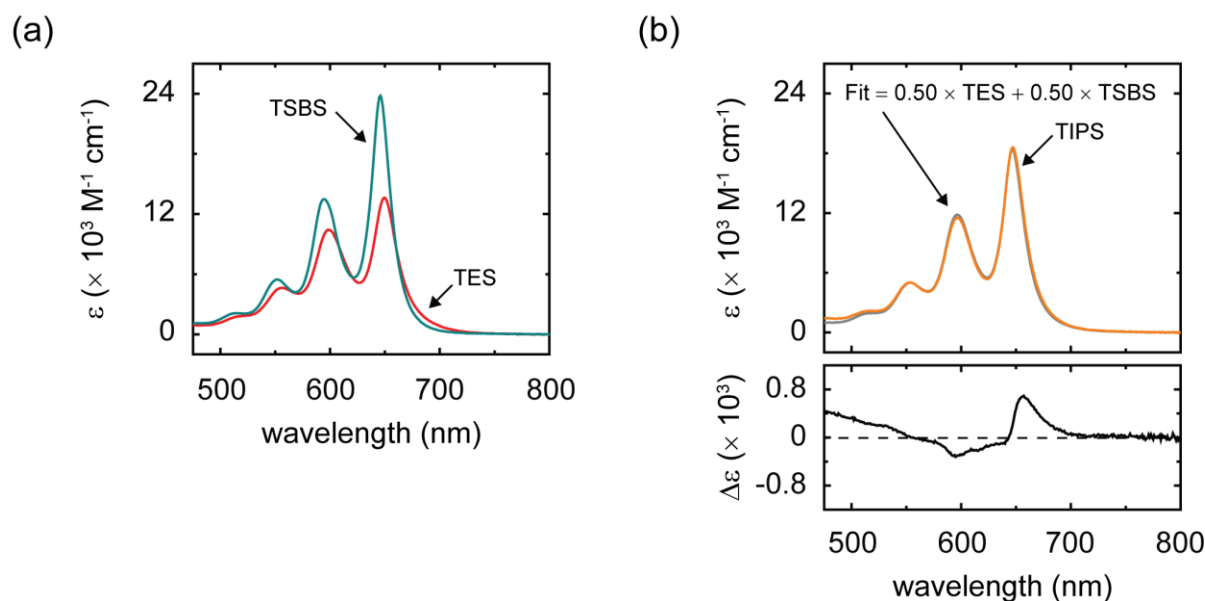 (a)
24
12
0
ε (× 10³ M⁻¹ cm⁻¹)
TSBS
TES
500
600
700
800
wavelength (nm)
(b)
24
12
0
ε (× 10³ M⁻¹ cm⁻¹)
Fit = 0.50 × TES + 0.50 × TSBS
TIPS
0.8
0
-0.8
Δε (× 10³)
500
600
700
800
wavelength (nm)